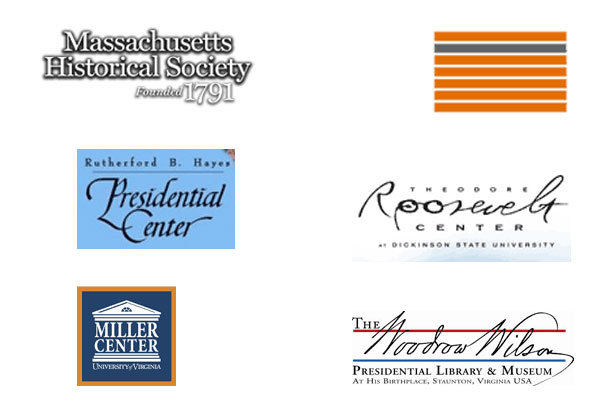 Massachusetts
Historical Society
Founded 1791
Rutherford B. Hayes
Presidential
Center
THEODORE
Roosevelt
CENTER
AT DICKINSON STATE UNIVERSITY
MILLER
CENTER
UNIVERSITY OF VIRGINIA
THE
Woodrow Wilson
PRESIDENTIAL LIBRARY & MUSEUM
AT HIS BIRTHPLACE, STAUNTON, VIRGINIA USA